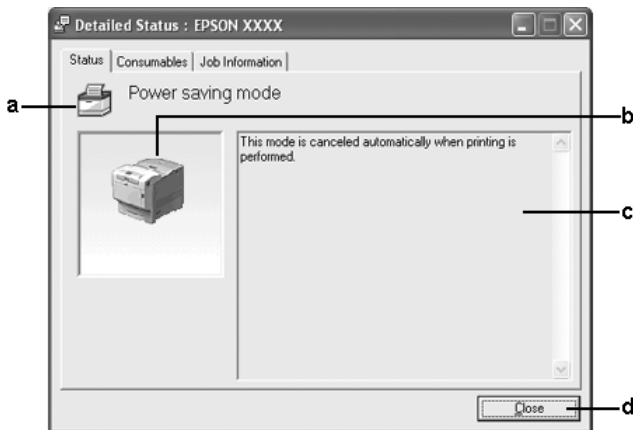 Detailed Status : EPSON XXXX
Status Consumables Job Information
a
Power saving mode
b
This mode is canceled automatically when printing is
performed.
c
Close
d